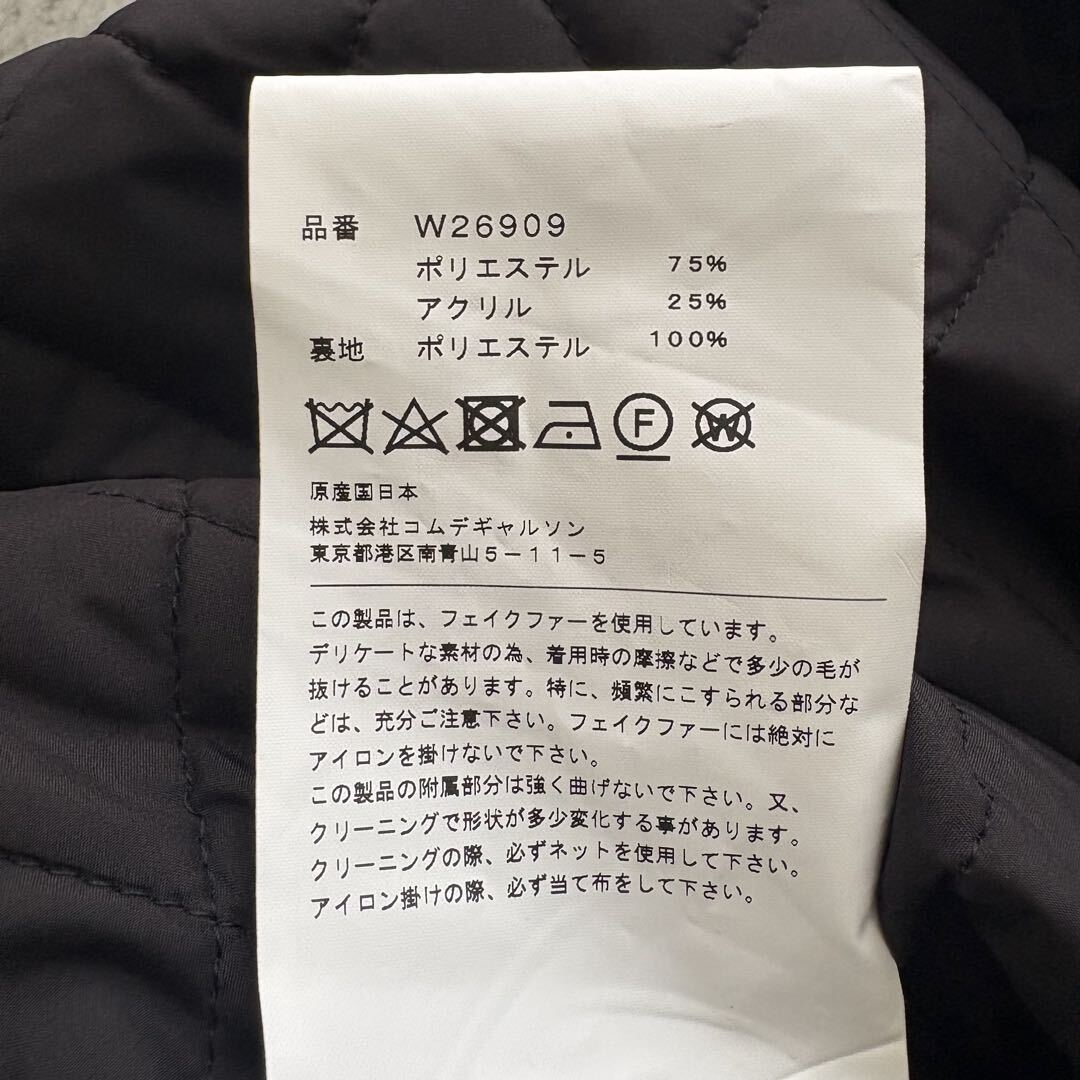 品番 W26909
ポリエステル 75%
アクリル 25%
裏地 ポリエステル 100%
F W
原産国日本
株式会社コムデギャルソン
東京都港区南青山5-11-5
この製品は、フェイクファーを使用しています。
デリケートな素材の為、着用時の摩擦などで多少の毛が
抜けることがあります。特に、頻繁にこすられる部分な
どは、充分ご注意下さい。フェイクファーには絶対に
アイロンを掛けないで下さい。
この製品の附属部分は強く曲げないで下さい。又、
クリーニングで形状が多少変化する事があります。
クリーニングの際、必ずネットを使用して下さい。
アイロン掛けの際、必ず当て布をして下さい。